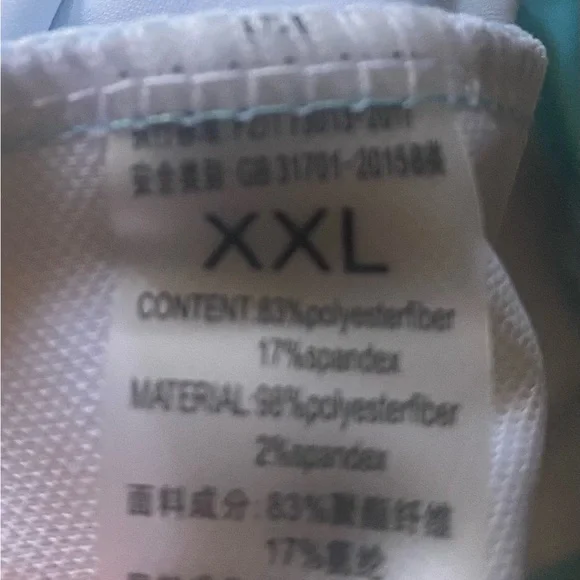 安全类别: GB 31701-2015B类
XXL
CONTENT:83%polyesterfiber
17%spandex
MATERIAL:98%polyesterfiber
2%spandex
面料成分:83%聚酯纤维
17%氨纶